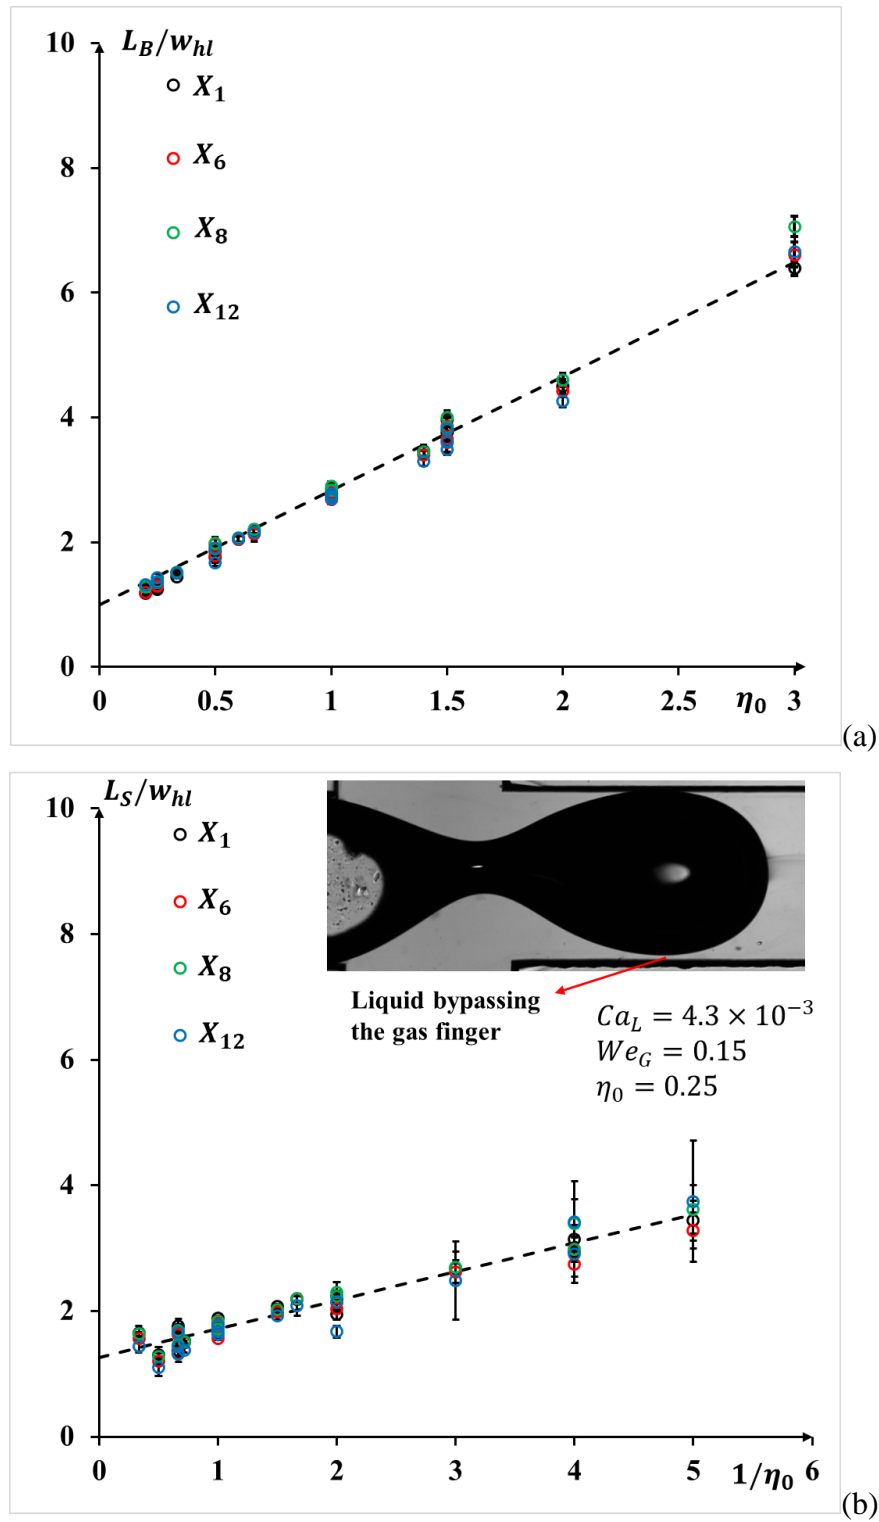 L_B/w_hl
10
8
6
4
2
0
X_1
X_6
X_8
X_12
0 0.5 1 1.5 2 2.5 η_0 3
(a)
L_S/w_hl
10
8
6
4
2
0
X_1
X_6
X_8
X_12
Liquid bypassing
the gas finger
Ca_L = 4.3 × 10^−3
We_G = 0.15
η_0 = 0.25
0 1 2 3 4 5 1/η_0 6
(b)